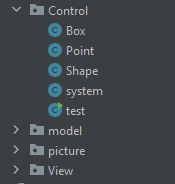 Control
Box
Point
Shape
system
test
model
picture
View